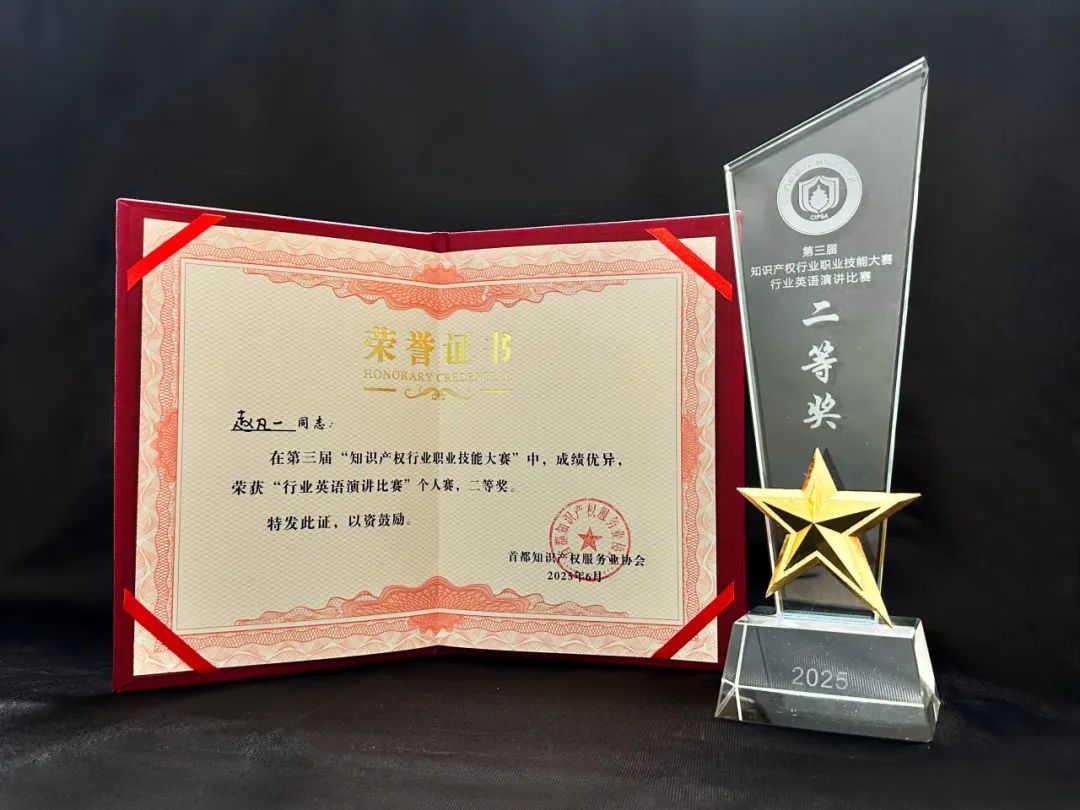 荣誉证书
HONORARY CREDENTIAL
赵凡一 同志：
在第三届“知识产权行业职业技能大赛”中，成绩优异，
荣获“行业英语演讲比赛”个人赛，二等奖。
特发此证，以资鼓励。
首都知识产权服务业协会
2025年6月
CIPSA
第三届
知识产权行业职业技能大赛
行业英语演讲比赛
二等奖
2025